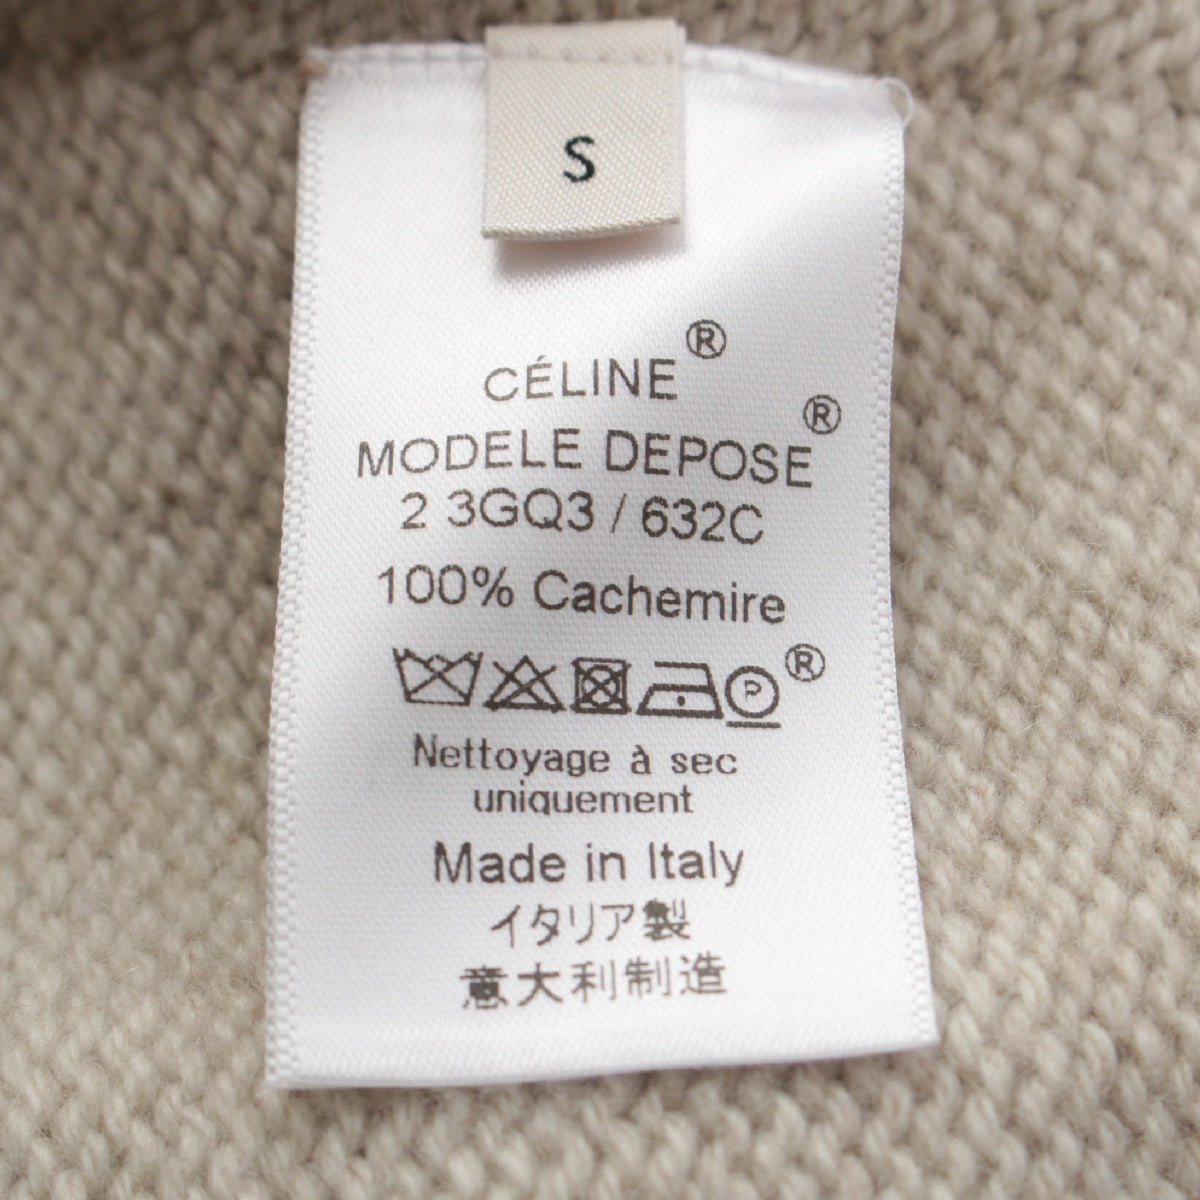 S
CÉLINE®
MODELE DEPOSE®
2 3GQ3 / 632C
100% Cachemire
P ®
Nettoyage à sec
uniquement
Made in Italy
イタリア製
意大利制造